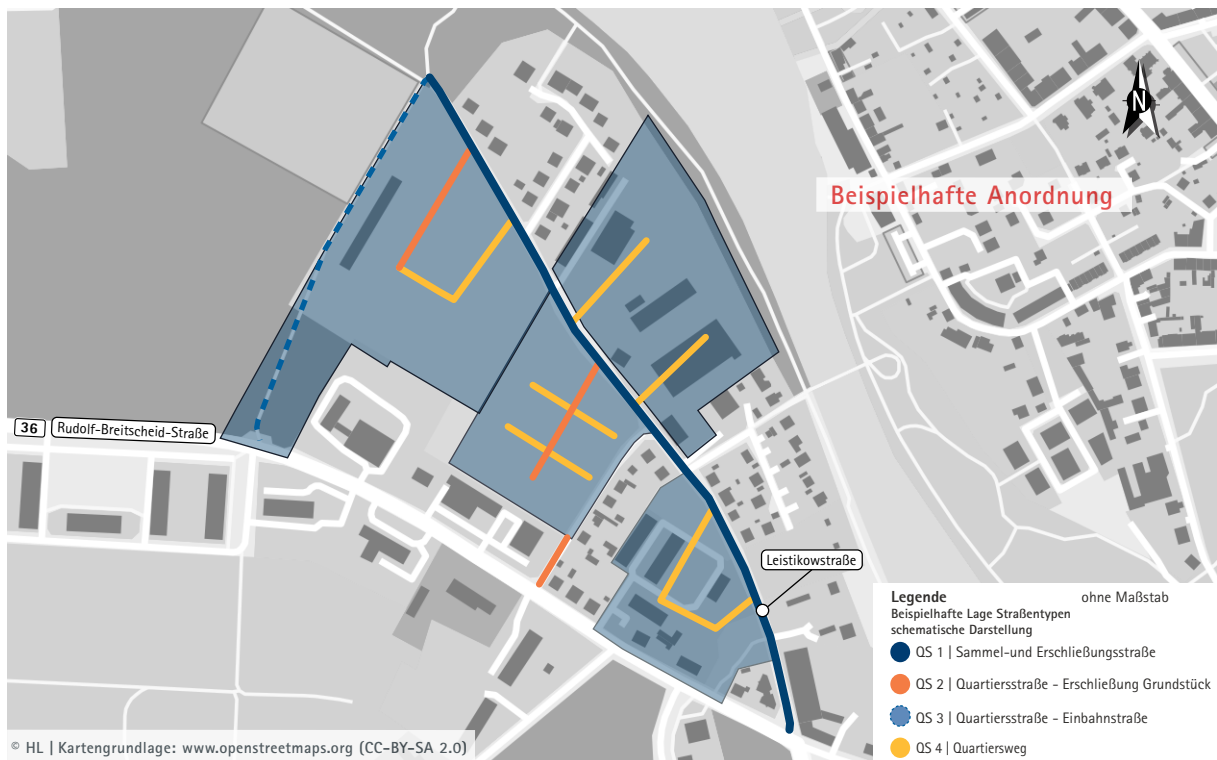 N
Beispielhafte Anordnung
36 Rudolf-Breitscheid-Straße
Leistikowstraße
Legende ohne Maßstab
Beispielhafte Lage Straßentypen
schematische Darstellung
QS 1 | Sammel-und Erschließungsstraße
QS 2 | Quartiersstraße - Erschließung Grundstück
QS 3 | Quartiersstraße - Einbahnstraße
QS 4 | Quartiersweg
© HL | Kartengrundlage: www.openstreetmaps.org (CC-BY-SA 2.0)